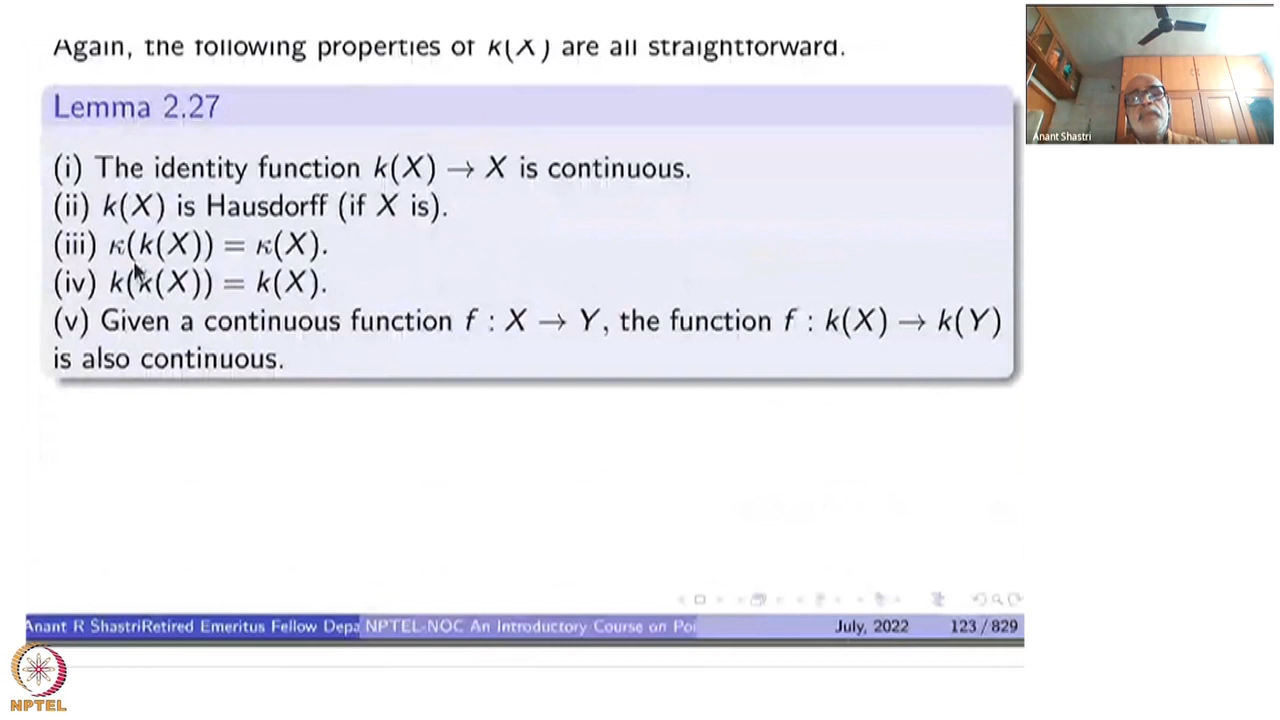 Again, the following properties of k(X) are all straightforward.
Lemma 2.27
(i) The identity function k(X) → X is continuous.
(ii) k(X) is Hausdorff (if X is).
(iii) κ(k(X)) = κ(X).
(iv) k(k(X)) = k(X).
(v) Given a continuous function f : X → Y, the function f : k(X) → k(Y)
is also continuous.
Anant Shastri
Anant R ShastriRetired Emeritus Fellow Depa NPTEL-NOC An Introductory Course on Poi July, 2022 123 / 829
NPTEL